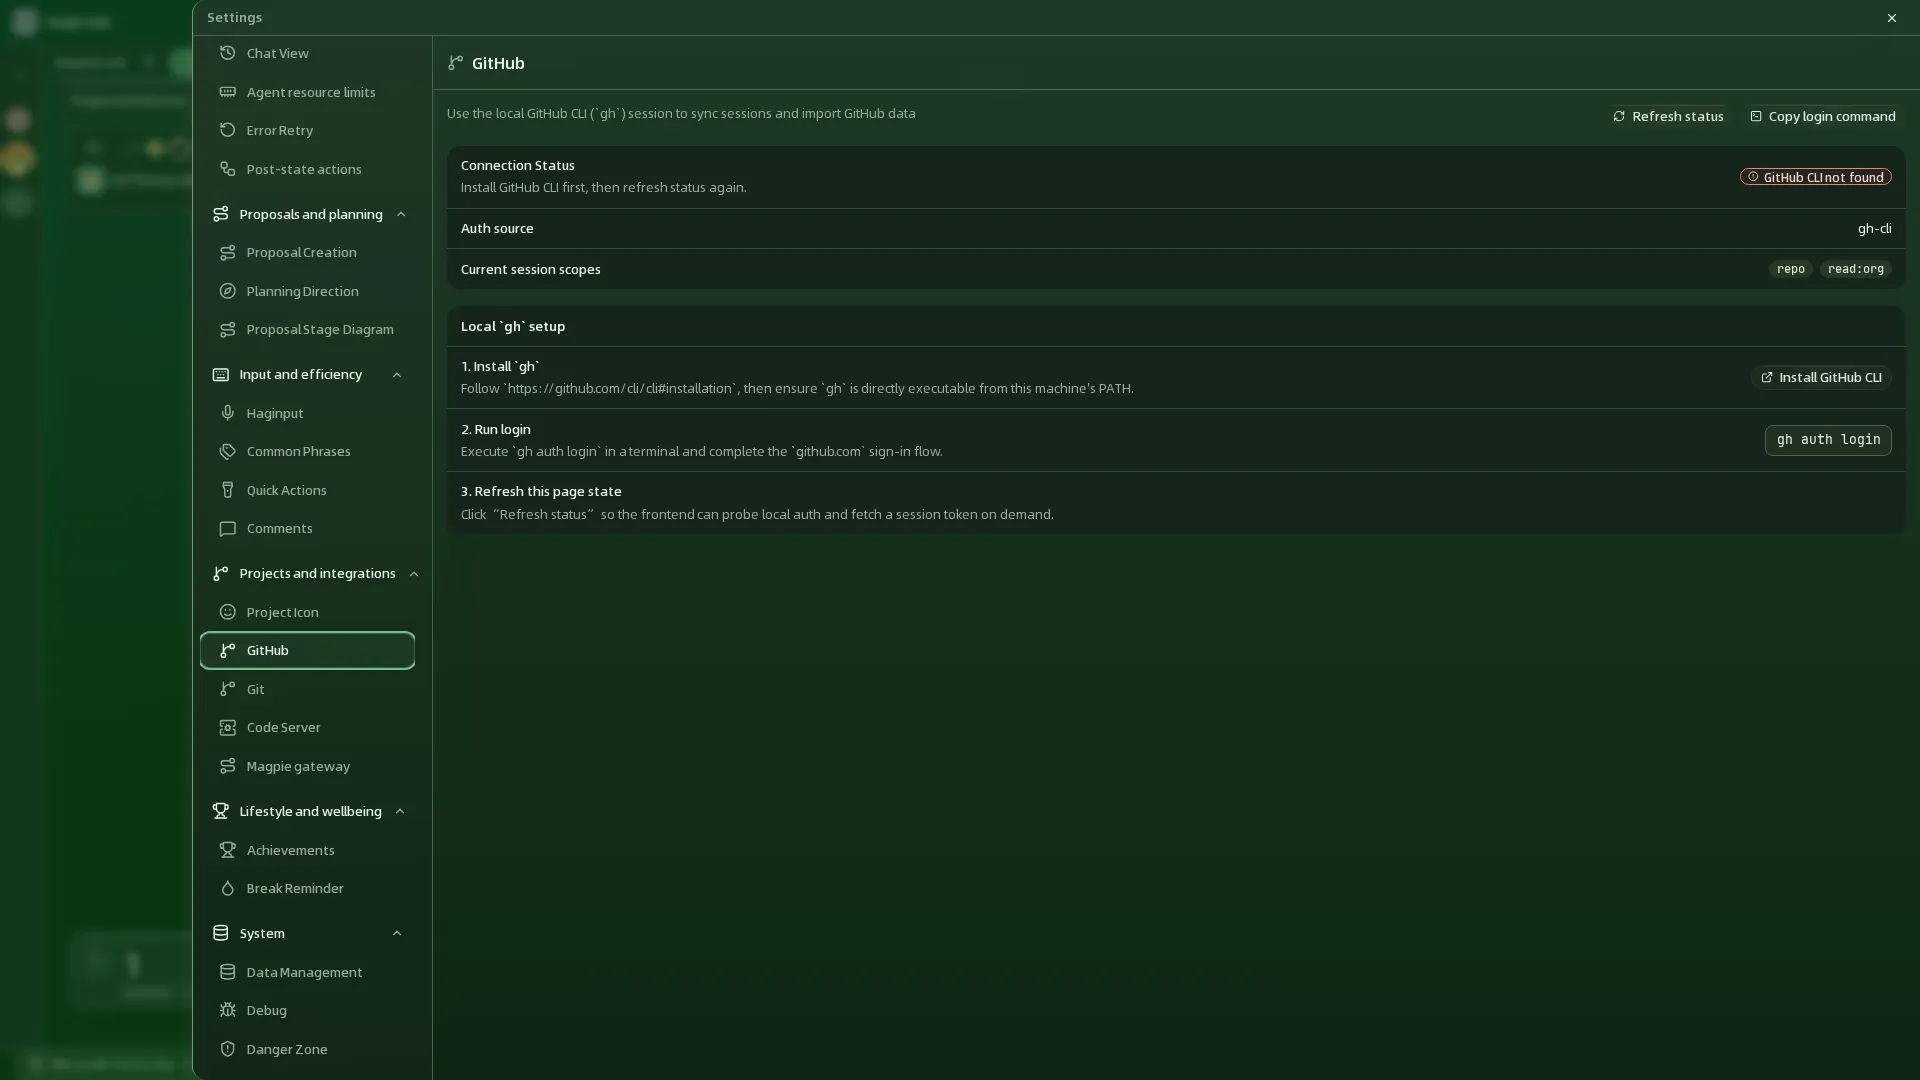 Settings
Chat View
Agent resource limits
Error Retry
Post-state actions
Proposals and planning
Proposal Creation
Planning Direction
Proposal Stage Diagram
Input and efficiency
Haginput
Common Phrases
Quick Actions
Comments
Projects and integrations
Project Icon
GitHub
Git
Code Server
Magpie gateway
Lifestyle and wellbeing
Achievements
Break Reminder
System
Data Management
Debug
Danger Zone
GitHub
Use the local GitHub CLI (`gh`) session to sync sessions and import GitHub data
Refresh status
Copy login command
Connection Status
Install GitHub CLI first, then refresh status again.
GitHub CLI not found
Auth source
gh-cli
Current session scopes
repo
read:org
Local `gh` setup
1. Install `gh`
Follow `https://github.com/cli/cli#installation`, then ensure `gh` is directly executable from this machine's PATH.
Install GitHub CLI
2. Run login
Execute `gh auth login` in a terminal and complete the `github.com` sign-in flow.
gh auth login
3. Refresh this page state
Click “Refresh status” so the frontend can probe local auth and fetch a session token on demand.